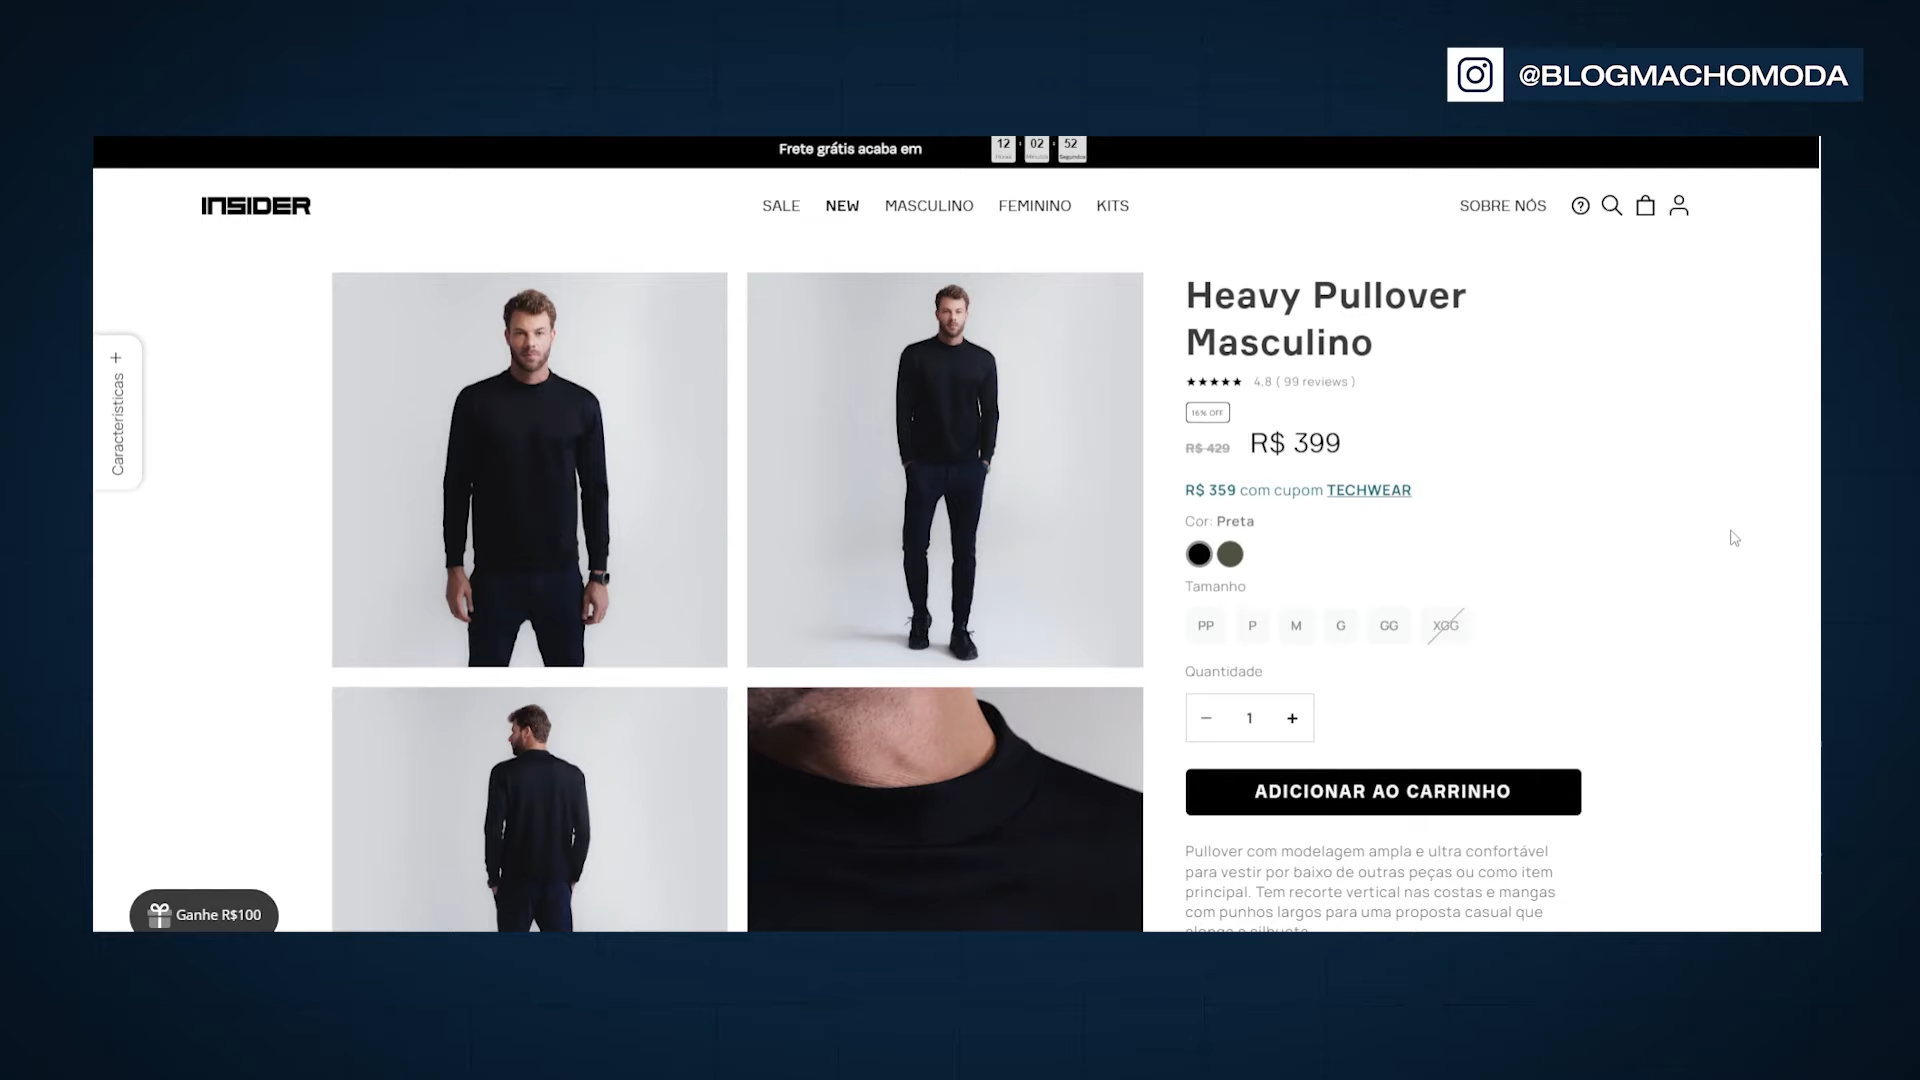 @BLOGMACHOMODA
Frete grátis acaba em
12 : 02 : 52
Segundos
INSIDER
SALE NEW MASCULINO FEMININO KITS
SOBRE NÓS
Características +
Heavy Pullover
Masculino
★★★★★ 4.8 ( 99 reviews )
16% OFF
R$ 429 R$ 399
R$ 359 com cupom TECHWEAR
Cor: Preta
Tamanho
PP P M G GG XGG
Quantidade
− 1 +
ADICIONAR AO CARRINHO
Pullover com modelagem ampla e ultra confortável
para vestir por baixo de outras peças ou como item
principal. Tem recorte vertical nas costas e mangas
com punhos largos para uma proposta casual que
Ganhe R$100